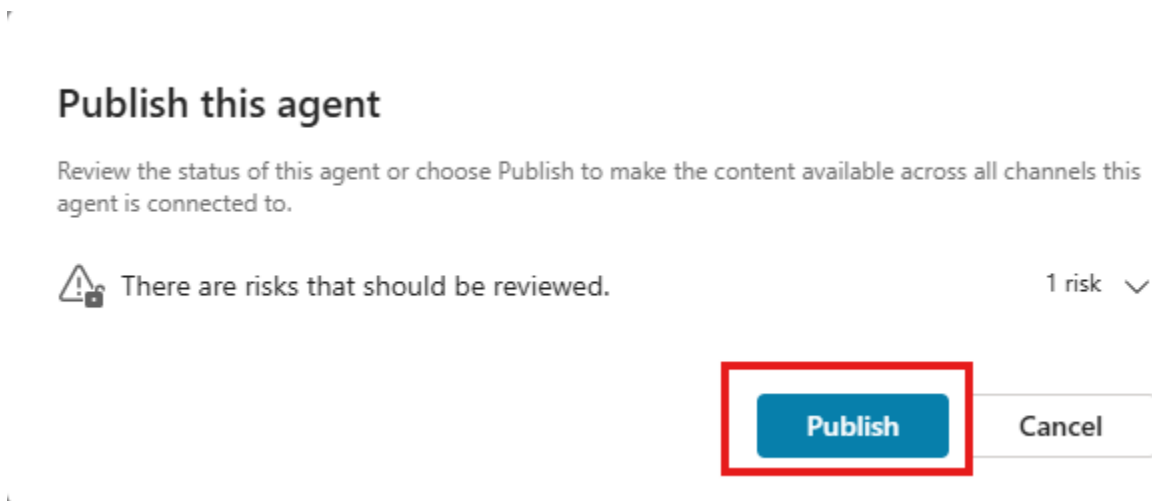 Publish this agent
Review the status of this agent or choose Publish to make the content available across all channels this
agent is connected to.
There are risks that should be reviewed. 1 risk
Publish Cancel